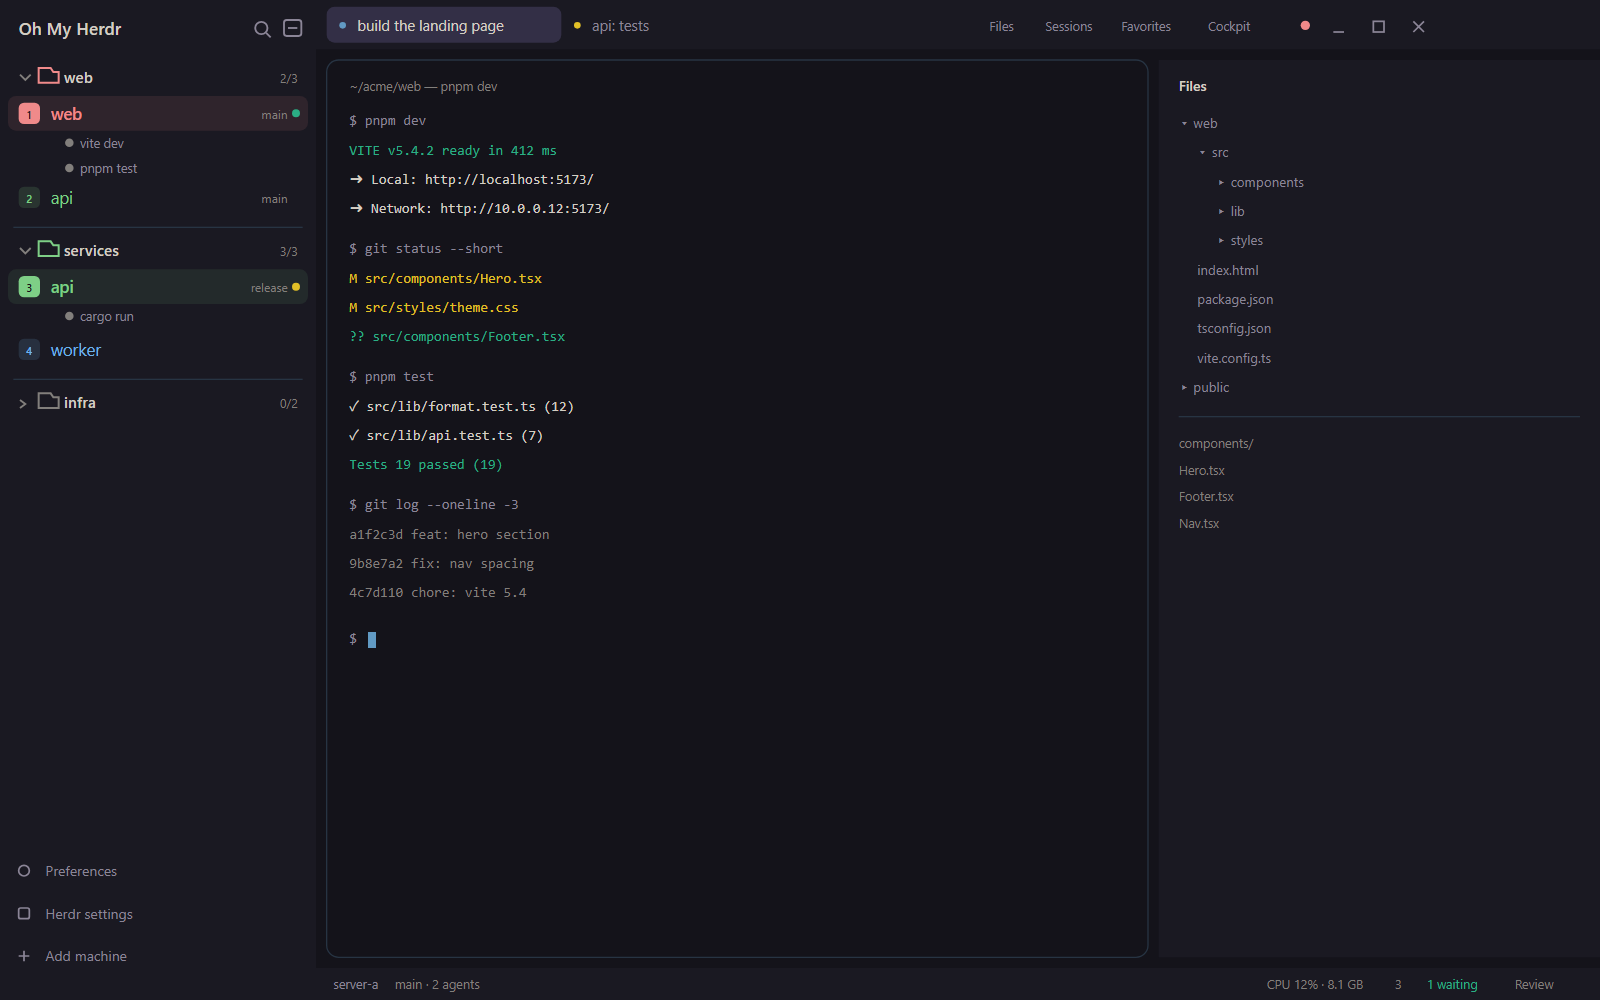 Oh My Herdr
web 2/3
1 web main
vite dev
pnpm test
2 api main
services 3/3
3 api release
cargo run
4 worker
infra 0/2
Preferences
Herdr settings
Add machine
build the landing page
api: tests
Files Sessions Favorites Cockpit
~/acme/web — pnpm dev
$ pnpm dev
VITE v5.4.2 ready in 412 ms
➜ Local: http://localhost:5173/
➜ Network: http://10.0.0.12:5173/
$ git status --short
M src/components/Hero.tsx
M src/styles/theme.css
?? src/components/Footer.tsx
$ pnpm test
✓ src/lib/format.test.ts (12)
✓ src/lib/api.test.ts (7)
Tests 19 passed (19)
$ git log --oneline -3
a1f2c3d feat: hero section
9b8e7a2 fix: nav spacing
4c7d110 chore: vite 5.4
$
Files
web
src
components
lib
styles
index.html
package.json
tsconfig.json
vite.config.ts
public
components/
Hero.tsx
Footer.tsx
Nav.tsx
server-a main · 2 agents CPU 12% · 8.1 GB 3 1 waiting Review